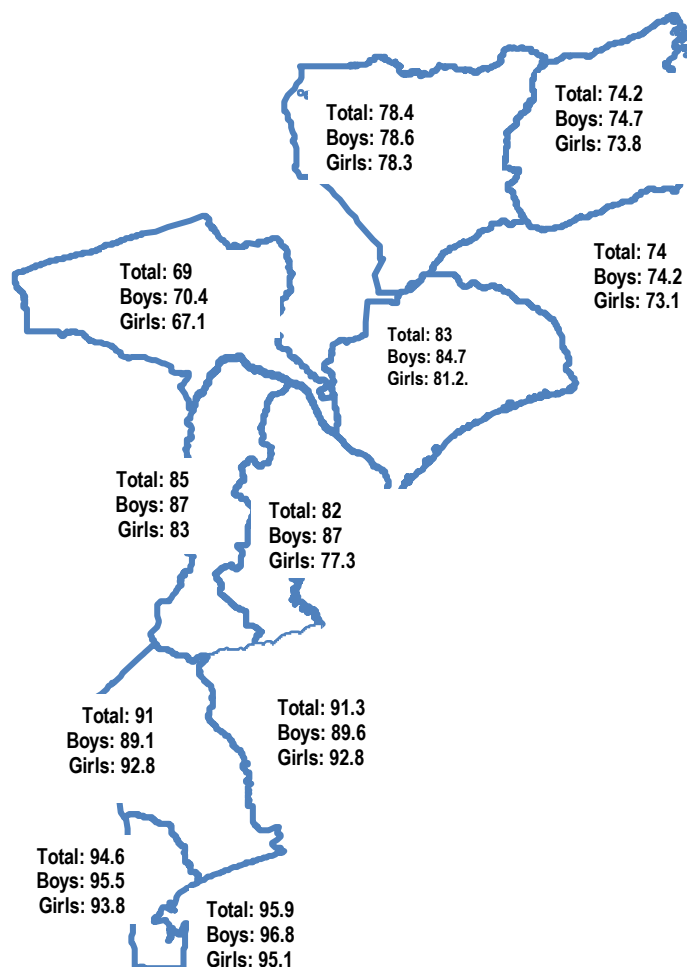 Total: 74.2
Boys: 74.7
Girls: 73.8
Total: 78.4
Boys: 78.6
Girls: 78.3
Total: 74
Boys: 74.2
Girls: 73.1
Total: 69
Boys: 70.4
Girls: 67.1
Total: 83
Boys: 84.7
Girls: 81.2.
Total: 85
Boys: 87
Girls: 83
Total: 82
Boys: 87
Girls: 77.3
Total: 91
Boys: 89.1
Girls: 92.8
Total: 91.3
Boys: 89.6
Girls: 92.8
Total: 94.6
Boys: 95.5
Girls: 93.8
Total: 95.9
Boys: 96.8
Girls: 95.1